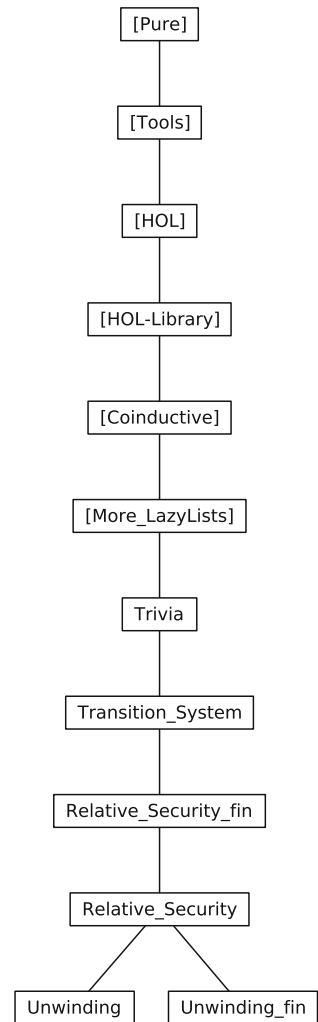 [Pure]
[Tools]
[HOL]
[HOL-Library]
[Coinductive]
[More_LazyLists]
Trivia
Transition_System
Relative_Security_fin
Relative_Security
Unwinding
Unwinding_fin